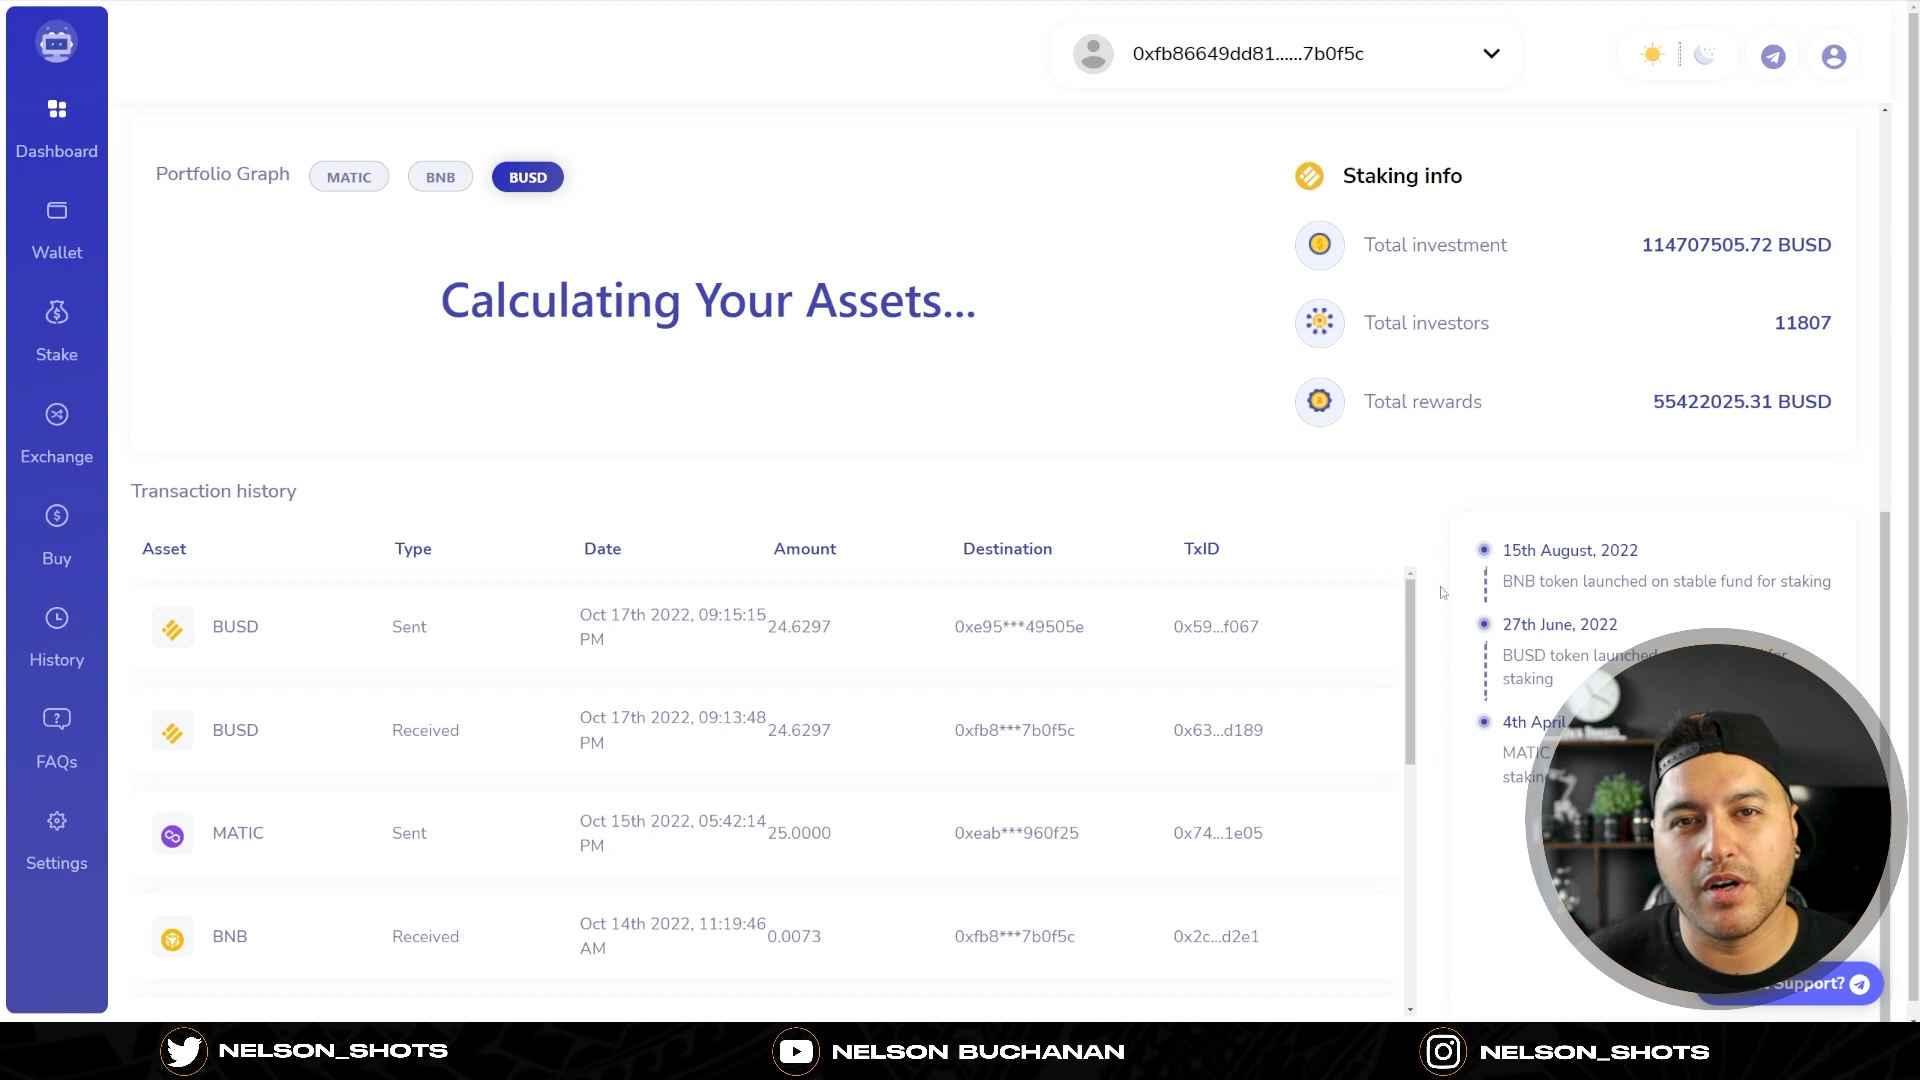 0xfb86649dd81......7b0f5c
Dashboard
Wallet
Stake
Exchange
Buy
History
FAQs
Settings
Portfolio Graph
MATIC
BNB
BUSD
Calculating Your Assets...
Staking info
Total investment 114707505.72 BUSD
Total investors 11807
Total rewards 55422025.31 BUSD
Transaction history
Asset Type Date Amount Destination TxID
BUSD Sent Oct 17th 2022, 09:15:15 PM 24.6297 0xe95***49505e 0x59...f067
BUSD Received Oct 17th 2022, 09:13:48 PM 24.6297 0xfb8***7b0f5c 0x63...d189
MATIC Sent Oct 15th 2022, 05:42:14 PM 25.0000 0xeab***960f25 0x74...1e05
BNB Received Oct 14th 2022, 11:19:46 AM 0.0073 0xfb8***7b0f5c 0x2c...d2e1
15th August, 2022
BNB token launched on stable fund for staking
27th June, 2022
BUSD token launched for
staking
4th April
MATIC
staking
Support?
NELSON_SHOTS
NELSON BUCHANAN
NELSON_SHOTS